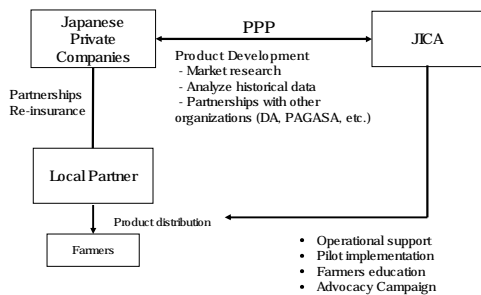 Japanese
Private
Companies
PPP
JICA
Product Development
- Market research
- Analyze historical data
- Partnerships with other
organizations (DA, PAGASA, etc.)
Partnerships
Re-insurance
Local Partner
Product distribution
Farmers
• Operational support
• Pilot implementation
• Farmers education
• Advocacy Campaign